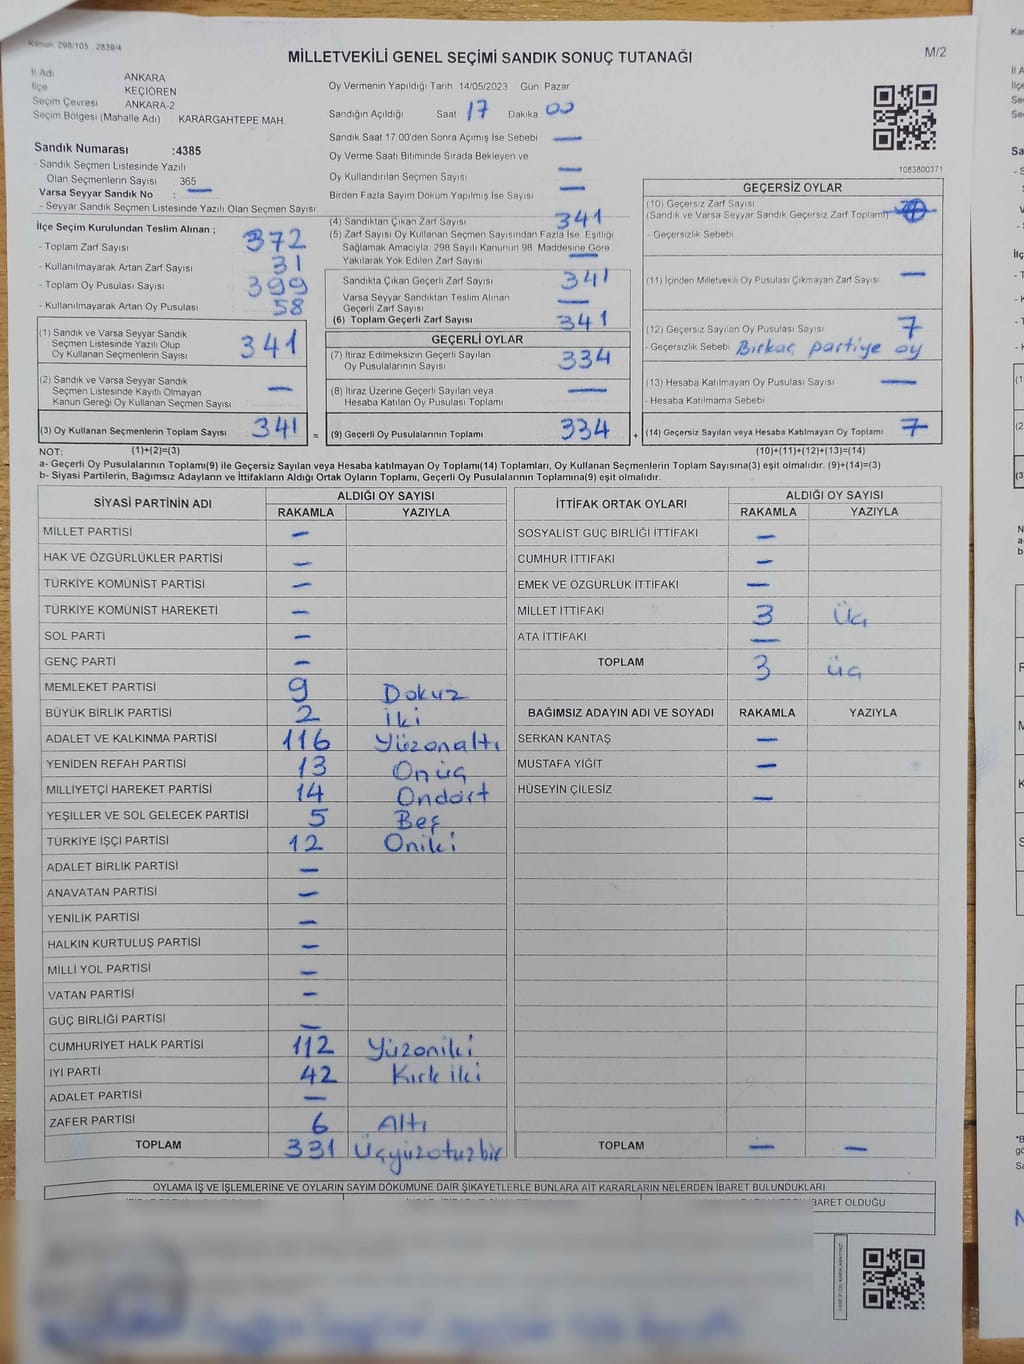 Kanun: 298/105 . 2839/4
MİLLETVEKİLİ GENEL SEÇİMİ SANDIK SONUÇ TUTANAĞI
M/2
İl Adı ANKARA
İlçe KEÇİÖREN
Seçim Çevresi ANKARA-2
Seçim Bölgesi (Mahalle Adı) KARARGAHTEPE MAH.
Oy Vermenin Yapıldığı Tarih 14/05/2023 Gün Pazar
Sandığın Açıldığı Saat 17 Dakika 00
Sandık Saat 17.00'den Sonra Açımış İse Sebebi —
Oy Verme Saati Bitiminde Sırada Bekleyen ve
Oy Kullandırılan Seçmen Sayısı —
Birden Fazla Sayım Döküm Yapılmış İse Sayısı —
1083800371
Sandık Numarası :4385
- Sandık Seçmen Listesinde Yazılı
Olan Seçmenlerin Sayısı 365
Varsa Seyyar Sandık No : —
- Seyyar Sandık Seçmen Listesinde Yazılı Olan Seçmen Sayısı:
İlçe Seçim Kurulundan Teslim Alınan ;
- Toplam Zarf Sayısı 372
- Kullanılmayarak Artan Zarf Sayısı 31
- Toplam Oy Pusulası Sayısı 399
- Kullanılmayarak Artan Oy Pusulası 58
(1) Sandık ve Varsa Seyyar Sandık
Seçmen Listesinde Yazılı Olup
Oy Kullanan Seçmenlerin Sayısı 341
(2) Sandık ve Varsa Seyyar Sandık
Seçmen Listesinde Kayıtlı Olmayan
Kanun Gereği Oy Kullanan Seçmen Sayısı —
(3) Oy Kullanan Seçmenlerin Toplam Sayısı 341 =
(4) Sandıktan Çıkan Zarf Sayısı 341
(5) Zarf Sayısı Oy Kullanan Seçmen Sayısından Fazla İse, Eşitliği
Sağlamak Amacıyla, 298 Sayılı Kanunun 98. Maddesine Göre
Yakılarak Yok Edilen Zarf Sayısı —
Sandıkta Çıkan Geçerli Zarf Sayısı 341
Varsa Seyyar Sandıktan Teslim Alınan
Geçerli Zarf Sayısı —
(6) Toplam Geçerli Zarf Sayısı 341
GEÇERLİ OYLAR
(7) İtiraz Edilmeksizin Geçerli Sayılan
Oy Pusulalarının Sayısı 334
(8) İtiraz Üzerine Geçerli Sayılan veya
Hesaba Katılan Oy Pusulası Toplamı —
(9) Geçerli Oy Pusulalarının Toplamı 334 +
GEÇERSİZ OYLAR
(10) Geçersiz Zarf Sayısı
(Sandık ve Varsa Seyyar Sandık Geçersiz Zarf Toplamı)
- Geçersizlik Sebebi
(11) İçinden Milletvekili Oy Pusulası Çıkmayan Zarf Sayısı —
(12) Geçersiz Sayılan Oy Pusulası Sayısı 7
- Geçersizlik Sebebi Birkaç partiye oy
(13) Hesaba Katılmayan Oy Pusulası Sayısı —
- Hesaba Katılmama Sebebi
(14) Geçersiz Sayılan veya Hesaba Katılmayan Oy Toplamı 7
NOT: (1)+(2)=(3) (10)+(11)+(12)+(13)=(14)
a- Geçerli Oy Pusulalarının Toplamı(9) ile Geçersiz Sayılan veya Hesaba katılmayan Oy Toplamı(14) Toplamları, Oy Kullanan Seçmenlerin Toplam Sayısına(3) eşit olmalıdır. (9)+(14)=(3)
b- Siyasi Partilerin, Bağımsız Adayların ve İttifakların Aldığı Ortak Oyların Toplamı, Geçerli Oy Pusulalarının Toplamına(9) eşit olmalıdır.
SİYASİ PARTİNİN ADI ALDIĞI OY SAYISI
RAKAMLA YAZIYLA
MİLLET PARTİSİ —
HAK VE ÖZGÜRLÜKLER PARTİSİ —
TÜRKİYE KOMÜNİST PARTİSİ —
TÜRKİYE KOMÜNİST HAREKETİ —
SOL PARTİ —
GENÇ PARTİ —
MEMLEKET PARTİSİ 9 Dokuz
BÜYÜK BİRLİK PARTİSİ 2 İki
ADALET VE KALKINMA PARTİSİ 116 Yüzonaltı
YENİDEN REFAH PARTİSİ 13 Onüç
MİLLİYETÇİ HAREKET PARTİSİ 14 Ondört
YEŞİLLER VE SOL GELECEK PARTİSİ 5 Beş
TÜRKİYE İŞÇİ PARTİSİ 12 Oniki
ADALET BİRLİK PARTİSİ —
ANAVATAN PARTİSİ —
YENİLİK PARTİSİ —
HALKIN KURTULUŞ PARTİSİ —
MİLLİ YOL PARTİSİ —
VATAN PARTİSİ —
GÜÇ BİRLİĞİ PARTİSİ —
CUMHURİYET HALK PARTİSİ 112 Yüzoniki
İYİ PARTİ 42 Kırk iki
ADALET PARTİSİ —
ZAFER PARTİSİ 6 Altı
TOPLAM 331 Üçyüzotuzbir
İTTİFAK ORTAK OYLARI ALDIĞI OY SAYISI
RAKAMLA YAZIYLA
SOSYALİST GÜÇ BİRLİĞİ İTTİFAKI —
CUMHUR İTTİFAKI —
EMEK VE ÖZGÜRLÜK İTTİFAKI —
MİLLET İTTİFAKI 3 Üç
ATA İTTİFAKI —
TOPLAM 3 üç
BAĞIMSIZ ADAYIN ADI VE SOYADI RAKAMLA YAZIYLA
SERKAN KANTAŞ —
MUSTAFA YİĞİT —
HÜSEYİN ÇİLESİZ —
TOPLAM — —
OYLAMA İŞ VE İŞLEMLERİNE VE OYLARIN SAYIM DÖKÜMÜNE DAİR ŞİKAYETLERLE BUNLARA AİT KARARLARIN NELERDEN İBARET BULUNDUKLARI
İBARET OLDUĞU